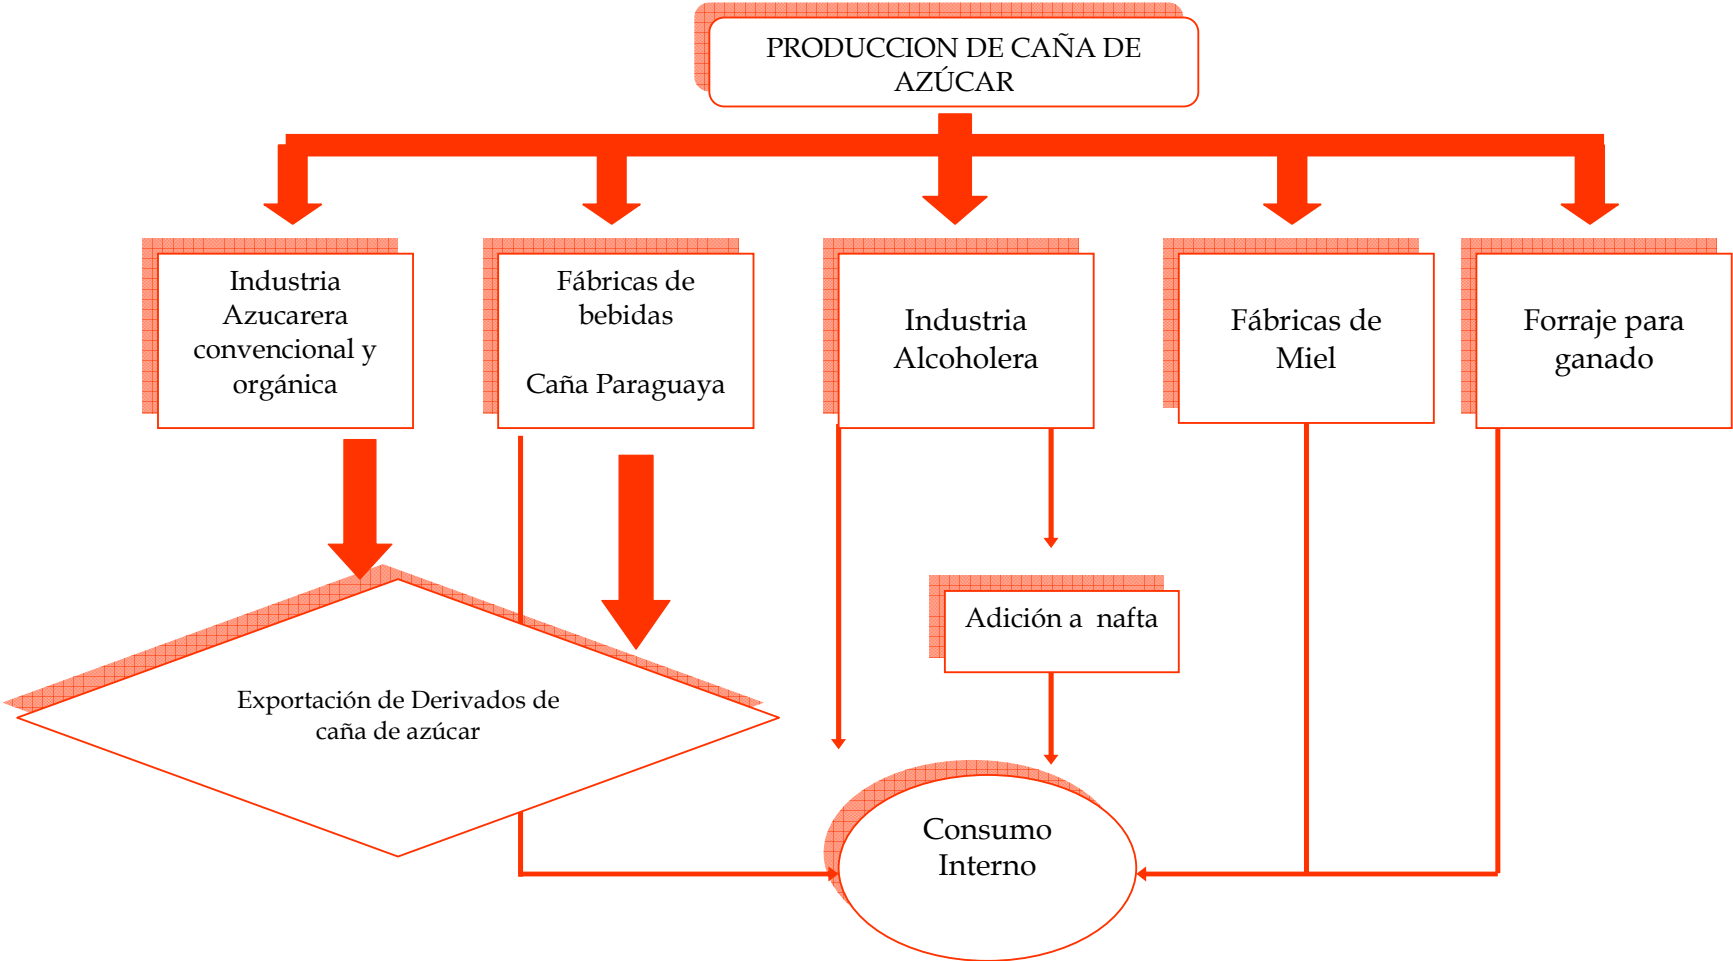 PRODUCCION DE CAÑA DE
AZÚCAR
Industria
Azucarera
convencional y
orgánica
Fábricas de
bebidas
Caña Paraguaya
Industria
Alcoholera
Fábricas de
Miel
Forraje para
ganado
Adición a  nafta
Exportación de Derivados de
caña de azúcar
Consumo
Interno